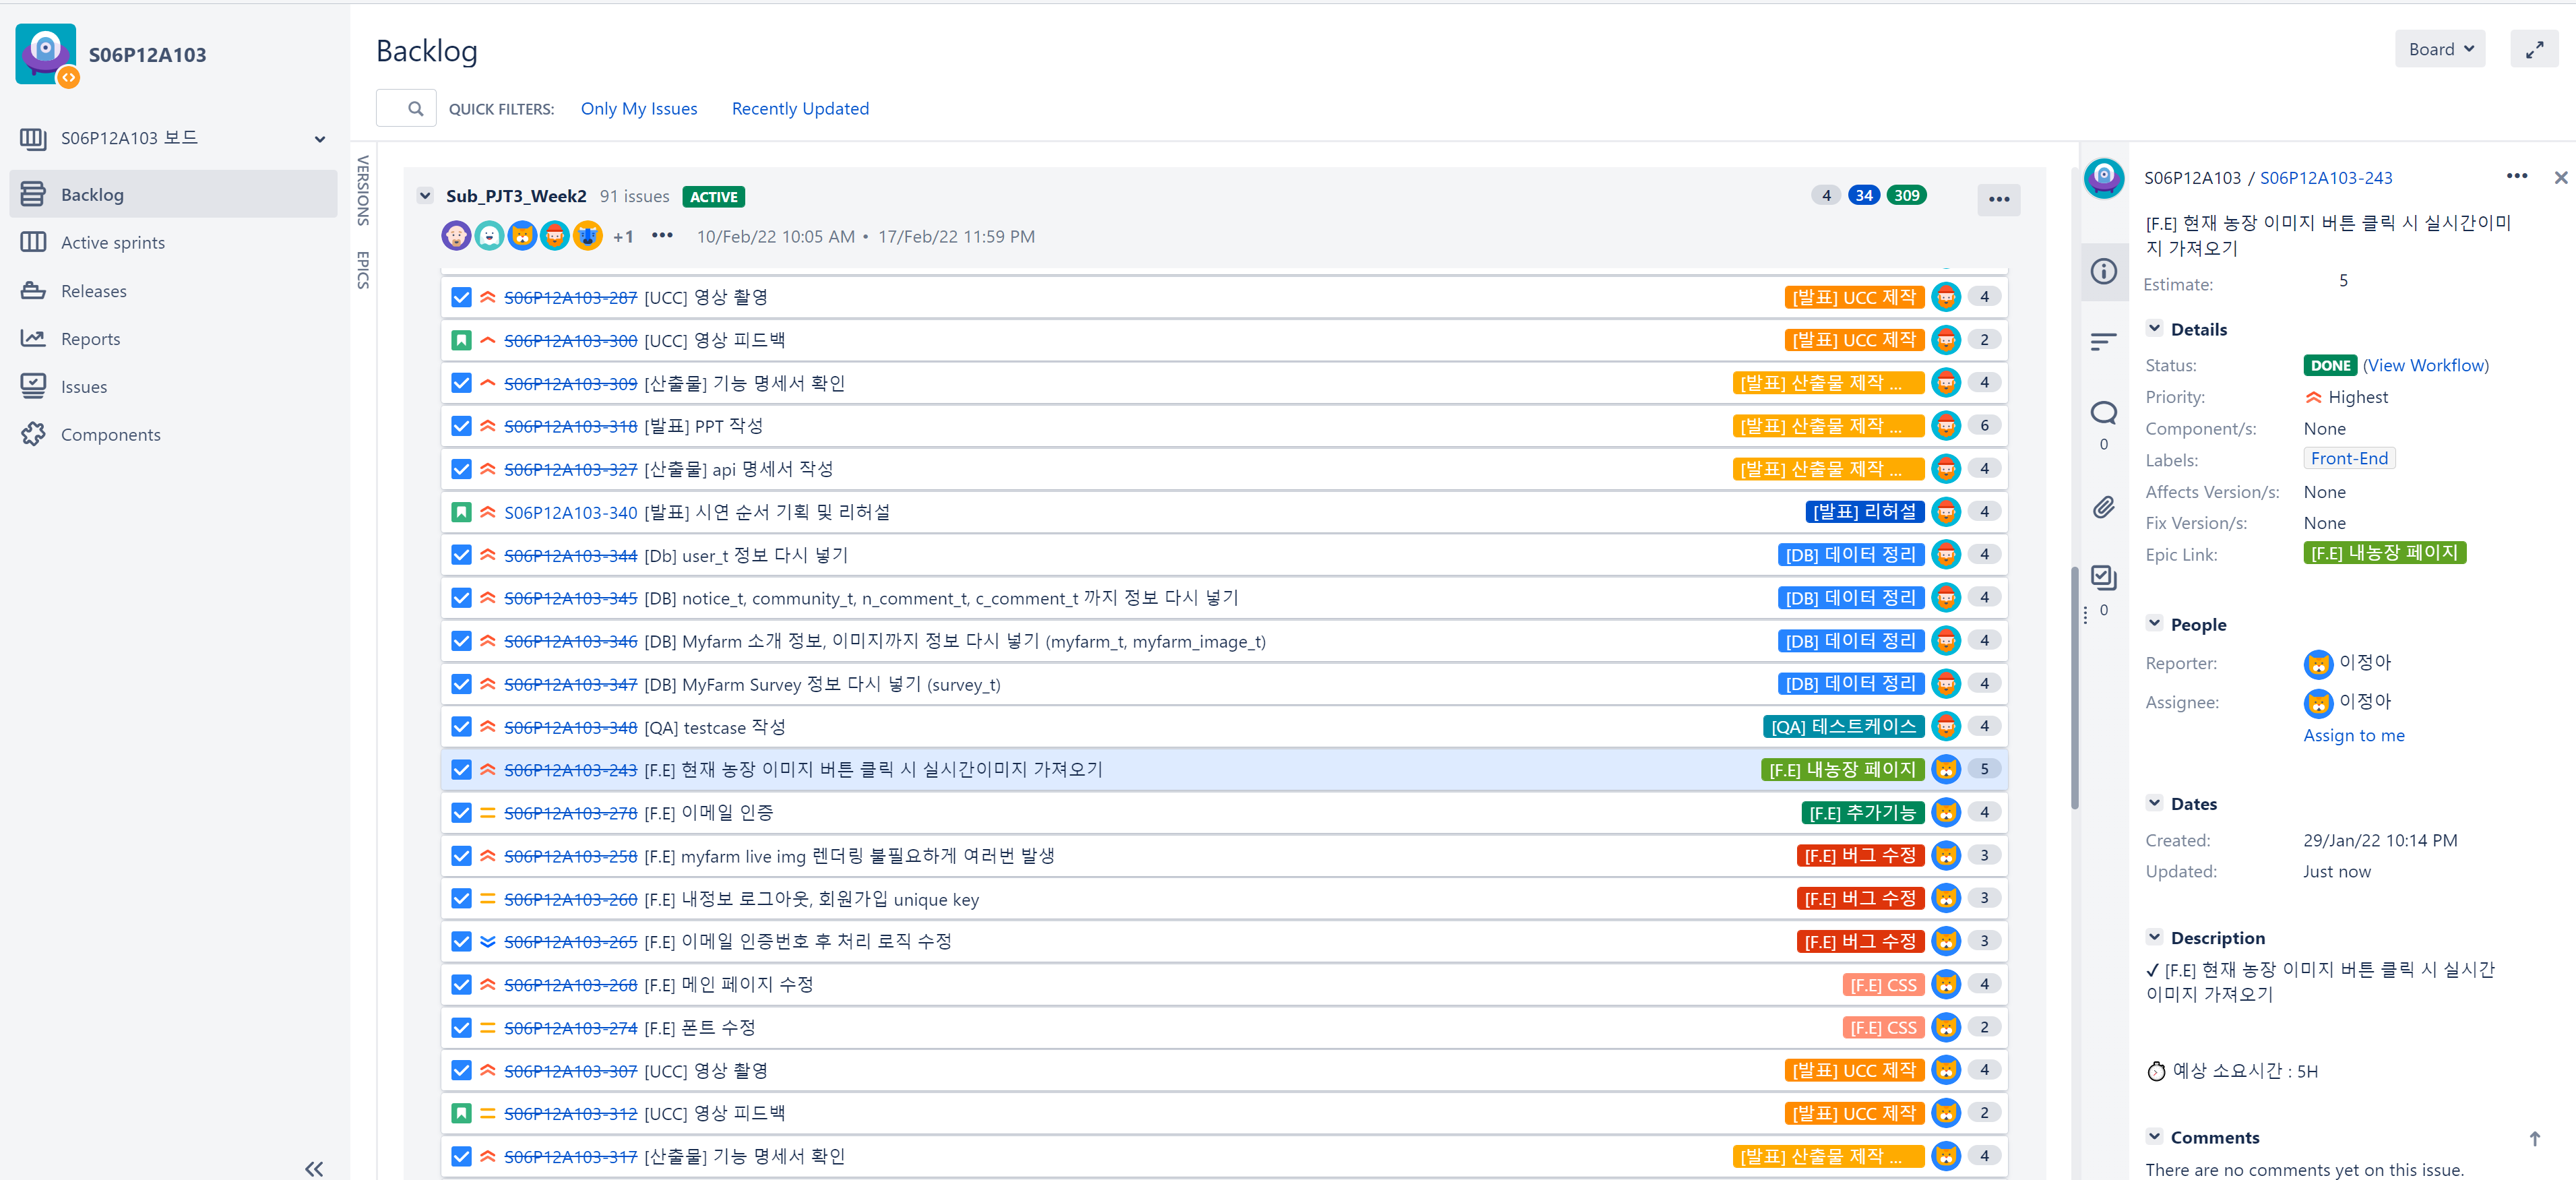 S06P12A103
S06P12A103 보드
Backlog
Active sprints
Releases
Reports
Issues
Components
Backlog
Board
QUICK FILTERS: Only My Issues Recently Updated
VERSIONS
EPICS
Sub_PJT3_Week2 91 issues ACTIVE 4 34 309
+1 10/Feb/22 10:05 AM • 17/Feb/22 11:59 PM
S06P12A103-287 [UCC] 영상 촬영 [발표] UCC 제작 4
S06P12A103-300 [UCC] 영상 피드백 [발표] UCC 제작 2
S06P12A103-309 [산출물] 기능 명세서 확인 [발표] 산출물 제작 ... 4
S06P12A103-318 [발표] PPT 작성 [발표] 산출물 제작 ... 6
S06P12A103-327 [산출물] api 명세서 작성 [발표] 산출물 제작 ... 4
S06P12A103-340 [발표] 시연 순서 기획 및 리허설 [발표] 리허설 4
S06P12A103-344 [Db] user_t 정보 다시 넣기 [DB] 데이터 정리 4
S06P12A103-345 [DB] notice_t, community_t, n_comment_t, c_comment_t 까지 정보 다시 넣기 [DB] 데이터 정리 4
S06P12A103-346 [DB] Myfarm 소개 정보, 이미지까지 정보 다시 넣기 (myfarm_t, myfarm_image_t) [DB] 데이터 정리 4
S06P12A103-347 [DB] MyFarm Survey 정보 다시 넣기 (survey_t) [DB] 데이터 정리 4
S06P12A103-348 [QA] testcase 작성 [QA] 테스트케이스 4
S06P12A103-243 [F.E] 현재 농장 이미지 버튼 클릭 시 실시간이미지 가져오기 [F.E] 내농장 페이지 5
S06P12A103-278 [F.E] 이메일 인증 [F.E] 추가기능 4
S06P12A103-258 [F.E] myfarm live img 렌더링 불필요하게 여러번 발생 [F.E] 버그 수정 3
S06P12A103-260 [F.E] 내정보 로그아웃, 회원가입 unique key [F.E] 버그 수정 3
S06P12A103-265 [F.E] 이메일 인증번호 후 처리 로직 수정 [F.E] 버그 수정 3
S06P12A103-268 [F.E] 메인 페이지 수정 [F.E] CSS 4
S06P12A103-274 [F.E] 폰트 수정 [F.E] CSS 2
S06P12A103-307 [UCC] 영상 촬영 [발표] UCC 제작 4
S06P12A103-312 [UCC] 영상 피드백 [발표] UCC 제작 2
S06P12A103-317 [산출물] 기능 명세서 확인 [발표] 산출물 제작 ... 4
0
0
S06P12A103 / S06P12A103-243
[F.E] 현재 농장 이미지 버튼 클릭 시 실시간이미
지 가져오기
Estimate: 5
Details
Status: DONE (View Workflow)
Priority: Highest
Component/s: None
Labels: Front-End
Affects Version/s: None
Fix Version/s: None
Epic Link: [F.E] 내농장 페이지
People
Reporter: 이정아
Assignee: 이정아
Assign to me
Dates
Created: 29/Jan/22 10:14 PM
Updated: Just now
Description
✓ [F.E] 현재 농장 이미지 버튼 클릭 시 실시간
이미지 가져오기
⏱ 예상 소요시간 : 5H
Comments
There are no comments yet on this issue.